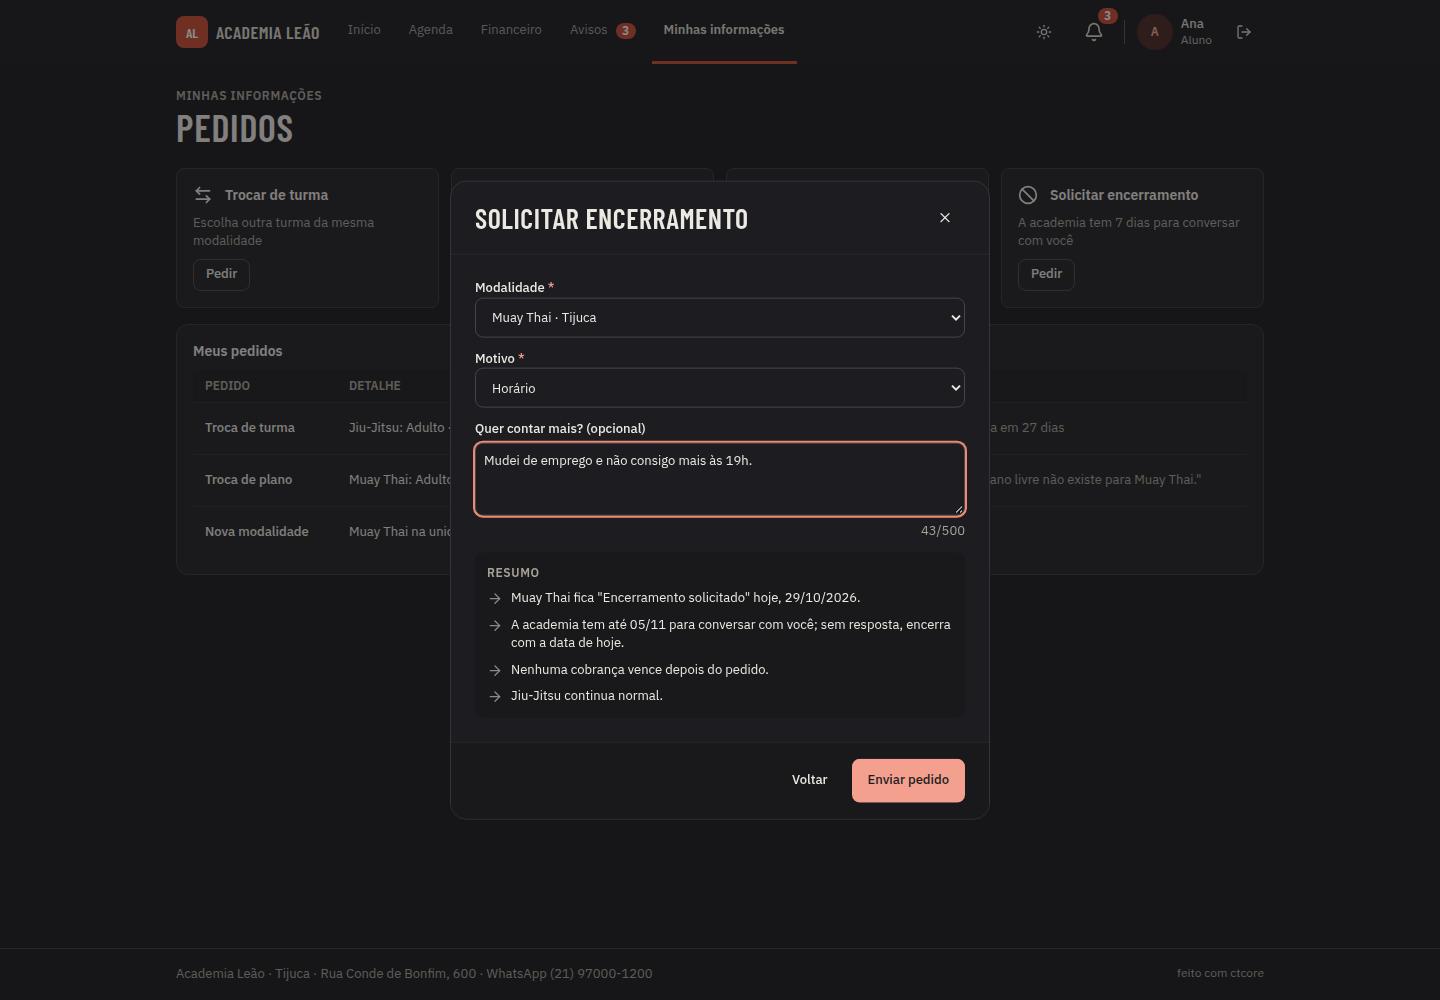 AL ACADEMIA LEÃO Início Agenda Financeiro Avisos 3 Minhas informações 3 A Ana
Aluno
MINHAS INFORMAÇÕES
PEDIDOS
Trocar de turma
Escolha outra turma da mesma
modalidade
Pedir
Solicitar encerramento
A academia tem 7 dias para conversar
com você
Pedir
Meus pedidos
PEDIDO DETALHE
Troca de turma Jiu-Jitsu: Adulto · em 27 dias
Troca de plano Muay Thai: livre não existe para Muay Thai."
Nova modalidade Muay Thai na
SOLICITAR ENCERRAMENTO
Modalidade *
Muay Thai · Tijuca
Motivo *
Horário
Quer contar mais? (opcional)
Mudei de emprego e não consigo mais às 19h.
43/500
RESUMO
→ Muay Thai fica "Encerramento solicitado" hoje, 29/10/2026.
→ A academia tem até 05/11 para conversar com você; sem resposta, encerra
com a data de hoje.
→ Nenhuma cobrança vence depois do pedido.
→ Jiu-Jitsu continua normal.
Voltar Enviar pedido
Academia Leão · Tijuca · Rua Conde de Bonfim, 600 · WhatsApp (21) 97000-1200 feito com ctcore